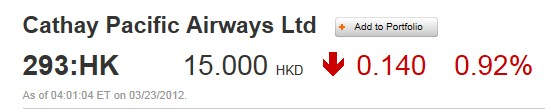 Cathay Pacific Airways Ltd + Add to Portfolio
293:HK 15.000 HKD 0.140 0.92%
As of 04:01:04 ET on 03/23/2012.